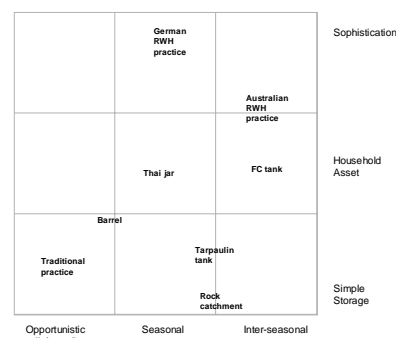 German
RWH
practice
Sophistication
Australian
RWH
practice
Thai jar
FC tank
Household
Asset
Barrel
Traditional
practice
Tarpaulin
tank
Rock
catchment
Simple
Storage
Opportunistic
Seasonal
Inter-seasonal